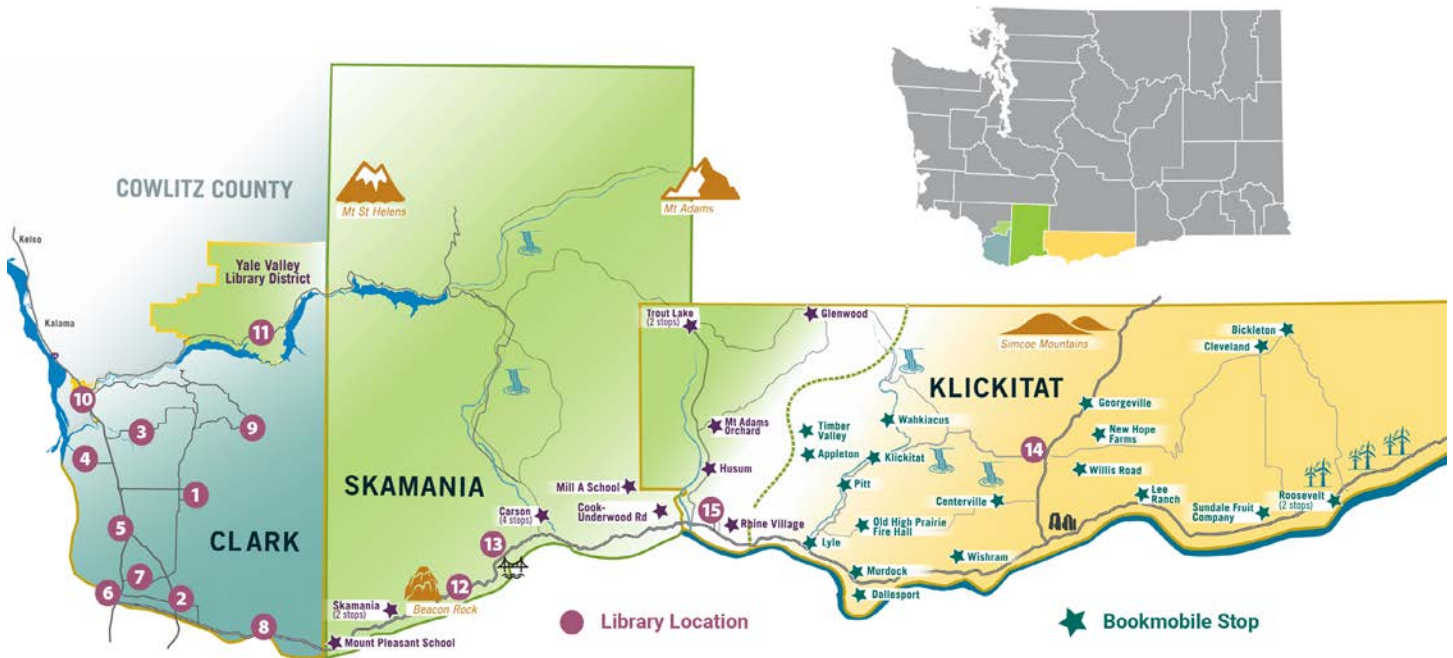 COWLITZ COUNTY
Mt St Helens
Mt Adams
Kelso
Yale Valley
Library District
Kalama
11
10
3
9
4
1
5
7
6
2
8
CLARK
SKAMANIA
Trout Lake
(2 stops)
Glenwood
Mt Adams
Orchard
Husum
Mill A School
Cook-
Underwood Rd
Carson
(4 stops)
15
Rhine Village
13
12
Beacon Rock
Skamania
(2 stops)
Mount Pleasant School
Simcoe Mountains
Bickleton
Cleveland
KLICKITAT
Georgeville
Wahkiacus
Timber
Valley
New Hope
Farms
14
Appleton
Klickitat
Willis Road
Pitt
Centerville
Lee
Ranch
Roosevelt
(2 stops)
Sundale Fruit
Company
Old High Prairie
Fire Hall
Lyle
Wishram
Murdock
Dallesport
Library Location
Bookmobile Stop